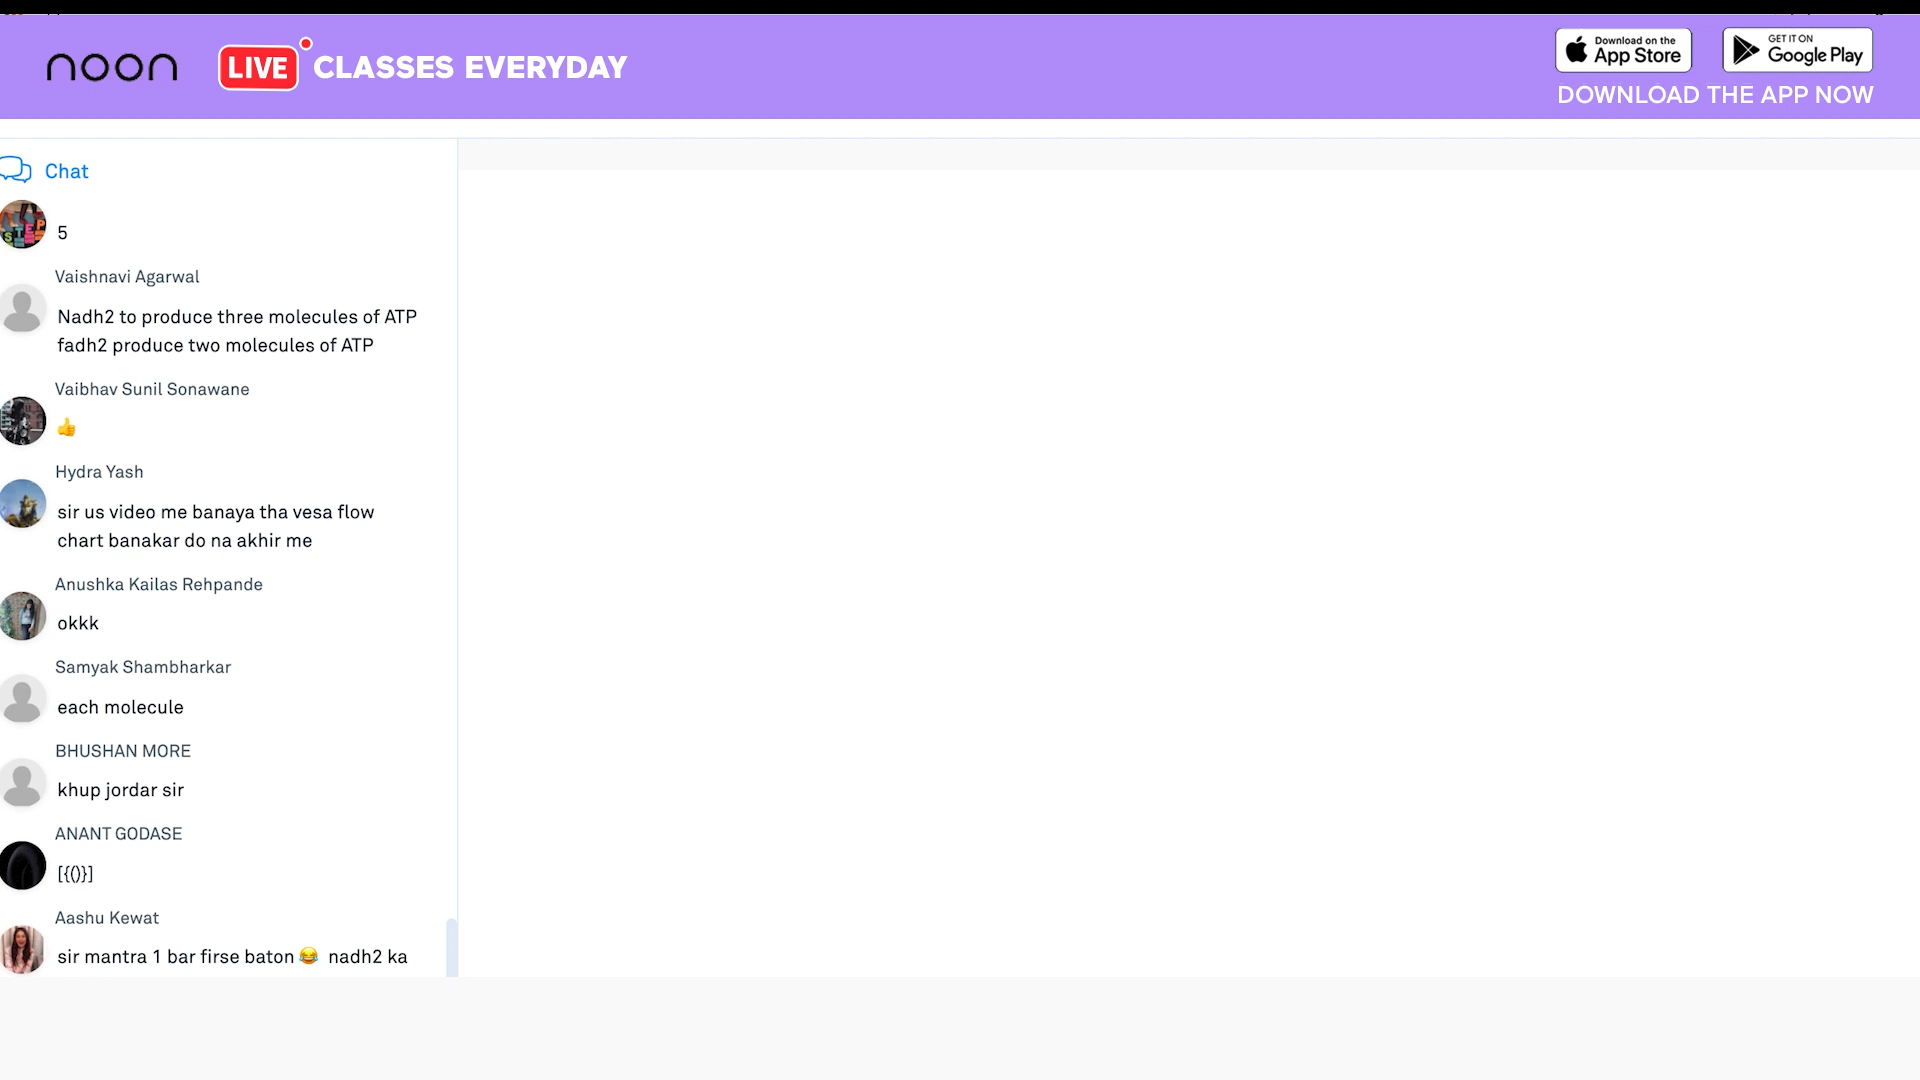 noon LIVE CLASSES EVERYDAY
Download on the
App Store
GET IT ON
Google Play
DOWNLOAD THE APP NOW
Chat
5
Vaishnavi Agarwal
Nadh2 to produce three molecules of ATP
fadh2 produce two molecules of ATP
Vaibhav Sunil Sonawane
👍
Hydra Yash
sir us video me banaya tha vesa flow
chart banakar do na akhir me
Anushka Kailas Rehpande
okkk
Samyak Shambharkar
each molecule
BHUSHAN MORE
khup jordar sir
ANANT GODASE
[{()}]
Aashu Kewat
sir mantra 1 bar firse baton 😂 nadh2 ka